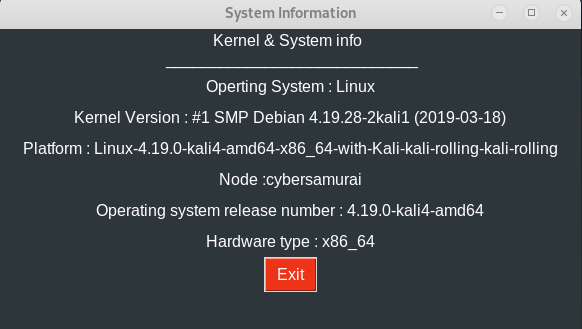 System Information
Kernel & System info
____________________________
Operting System : Linux
Kernel Version : #1 SMP Debian 4.19.28-2kali1 (2019-03-18)
Platform : Linux-4.19.0-kali4-amd64-x86_64-with-Kali-kali-rolling-kali-rolling
Node :cybersamurai
Operating system release number : 4.19.0-kali4-amd64
Hardware type : x86_64
Exit